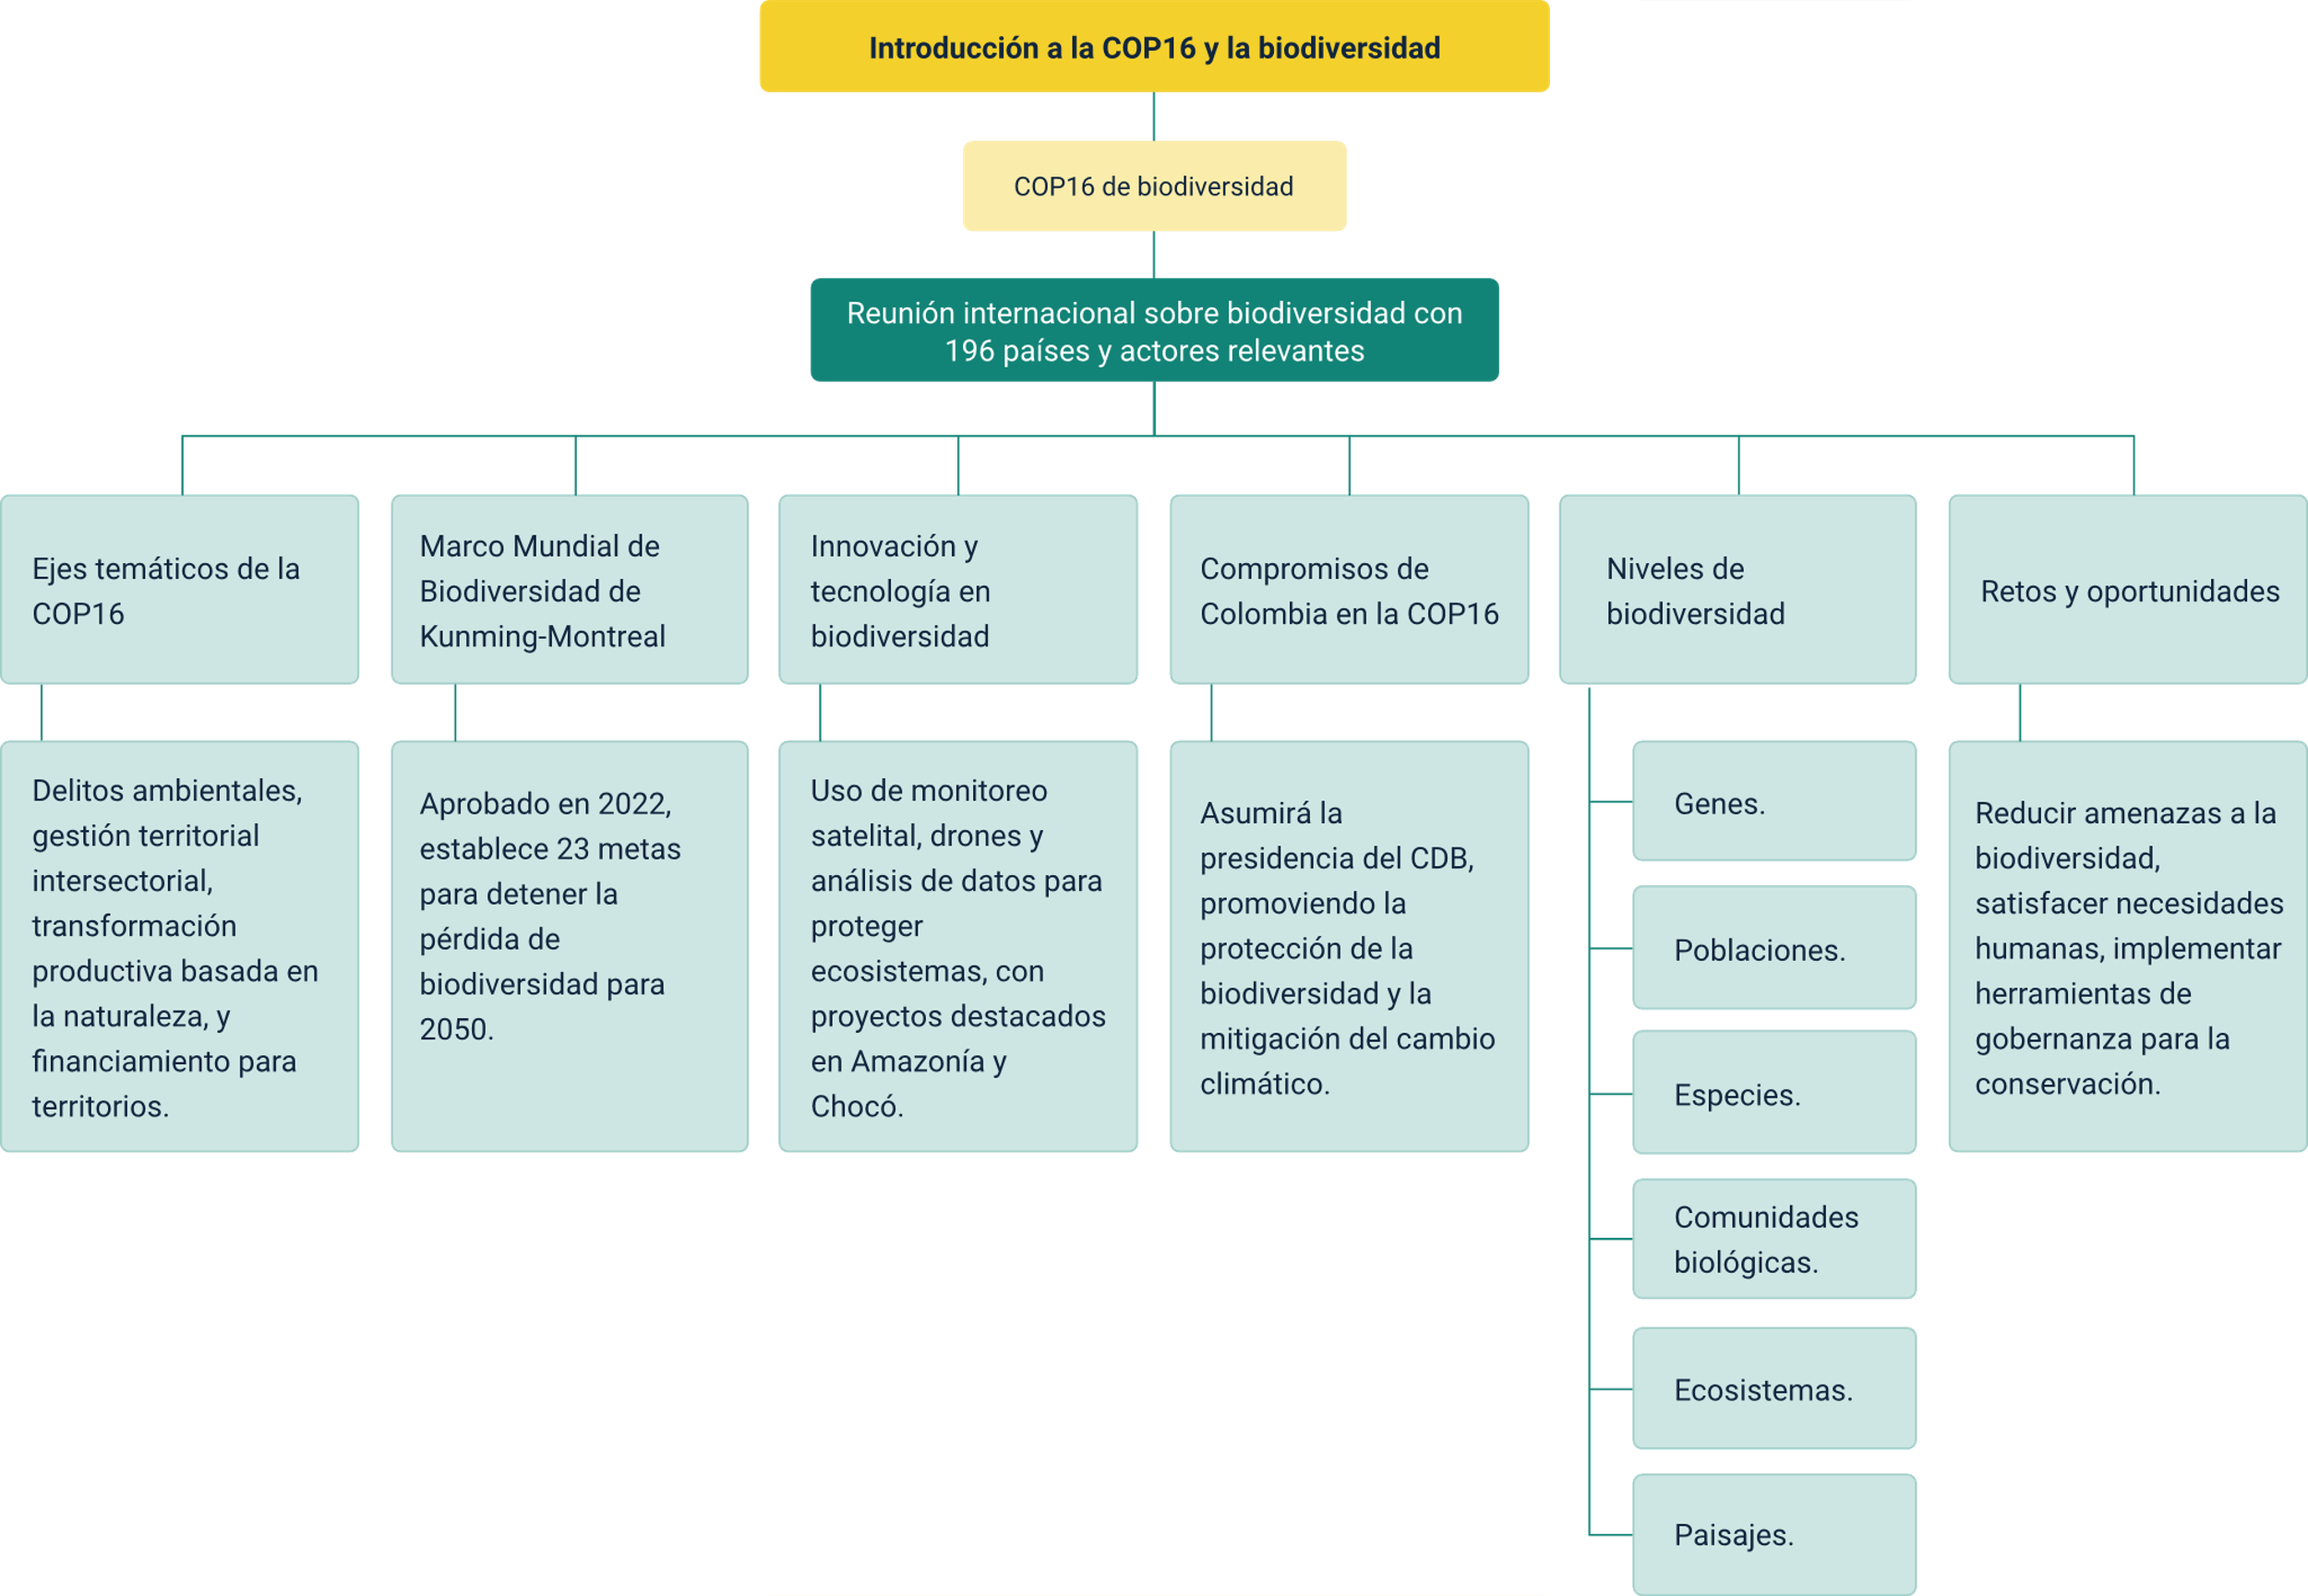 Introducción a la COP16 y la biodiversidad
COP16 de biodiversidad
Reunión internacional sobre biodiversidad con
196 países y actores relevantes
Ejes temáticos de la
COP16
Delitos ambientales,
gestión territorial
intersectorial,
transformación
productiva basada en
la naturaleza, y
financiamiento para
territorios.
Marco Mundial de
Biodiversidad de
Kunming-Montreal
Aprobado en 2022,
establece 23 metas
para detener la
pérdida de
biodiversidad para
2050.
Innovación y
tecnología en
biodiversidad
Uso de monitoreo
satelital, drones y
análisis de datos para
proteger
ecosistemas, con
proyectos destacados
en Amazonía y
Chocó.
Compromisos de
Colombia en la COP16
Asumirá la
presidencia del CDB,
promoviendo la
protección de la
biodiversidad y la
mitigación del cambio
climático.
Niveles de
biodiversidad
Genes.
Poblaciones.
Especies.
Comunidades
biológicas.
Ecosistemas.
Paisajes.
Retos y oportunidades
Reducir amenazas a la
biodiversidad,
satisfacer necesidades
humanas, implementar
herramientas de
gobernanza para la
conservación.